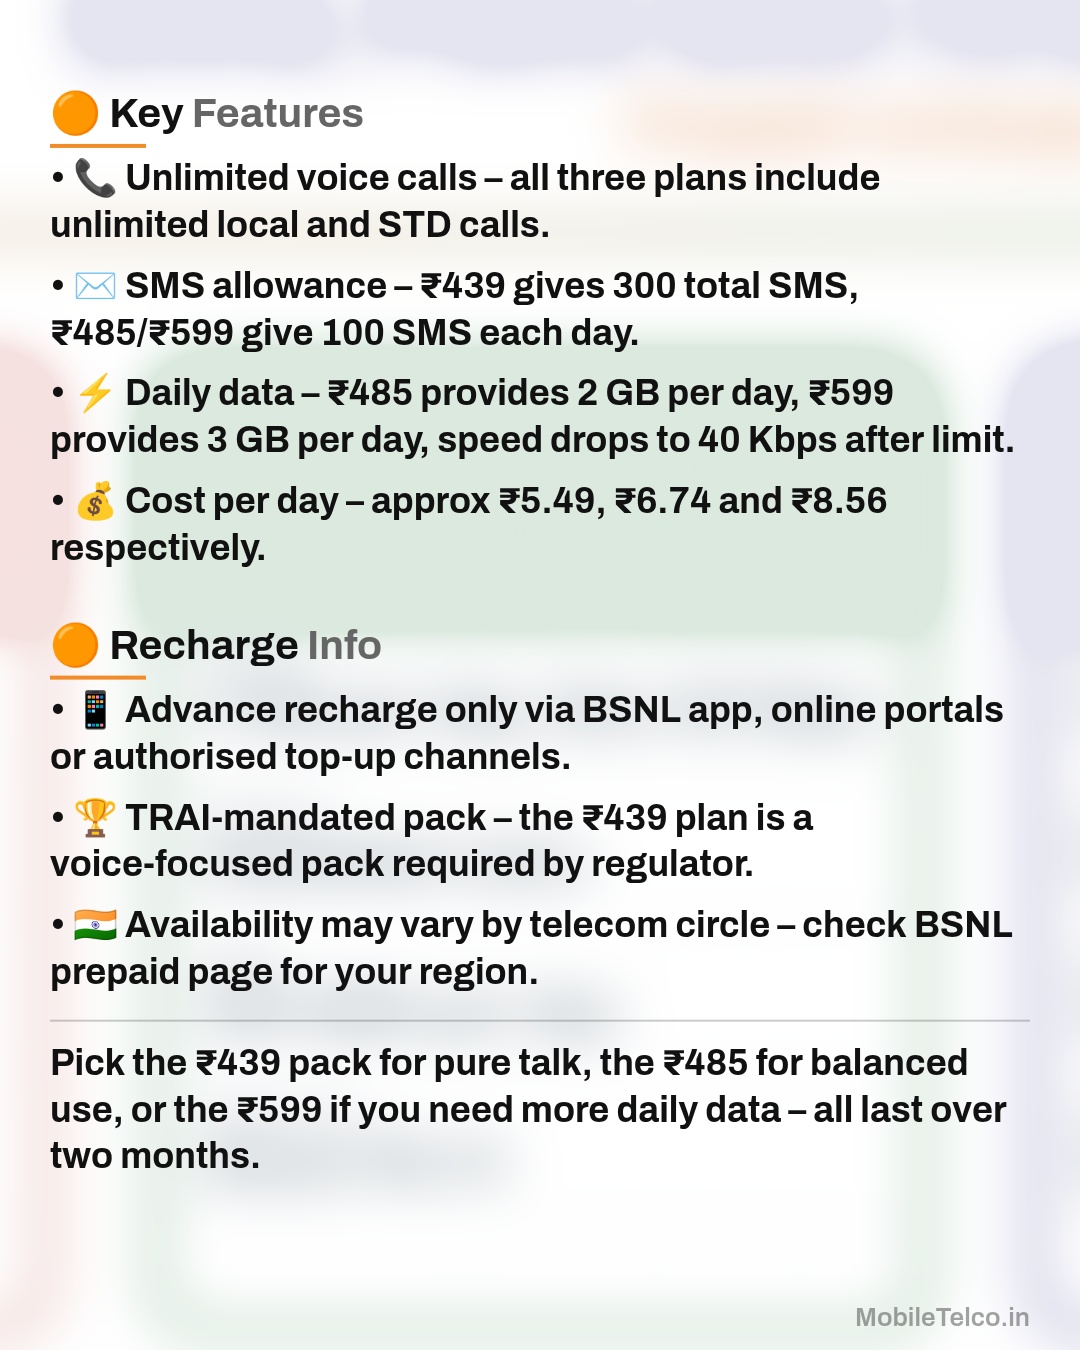 🟠 Key Features
• 📞 Unlimited voice calls – all three plans include
unlimited local and STD calls.
• ✉️ SMS allowance – ₹439 gives 300 total SMS,
₹485/₹599 give 100 SMS each day.
• ⚡ Daily data – ₹485 provides 2 GB per day, ₹599
provides 3 GB per day, speed drops to 40 Kbps after limit.
• 💰 Cost per day – approx ₹5.49, ₹6.74 and ₹8.56
respectively.
🟠 Recharge Info
• 📱 Advance recharge only via BSNL app, online portals
or authorised top-up channels.
• 🏆 TRAI-mandated pack – the ₹439 plan is a
voice-focused pack required by regulator.
• 🇮🇳 Availability may vary by telecom circle – check BSNL
prepaid page for your region.
Pick the ₹439 pack for pure talk, the ₹485 for balanced
use, or the ₹599 if you need more daily data – all last over
two months.
MobileTelco.in